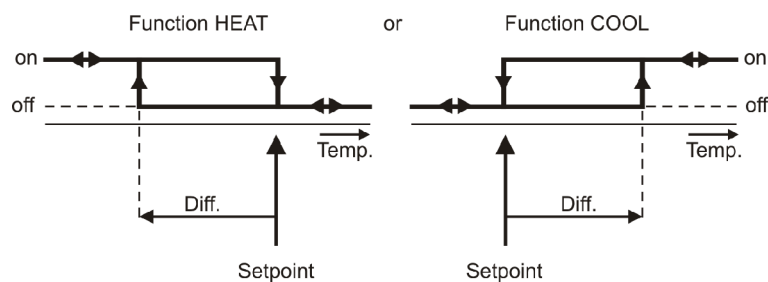 Function HEAT or Function COOL
on on
off off
Temp. Temp.
Diff. Diff.
Setpoint Setpoint